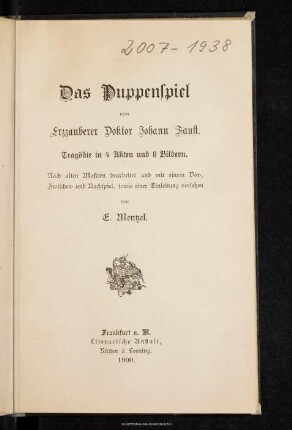 2007-1938
Das Puppenspiel
vom
Erzzauberer Doktor Johann Faust.
Tragödie in 4 Akten und 8 Bildern.
Nach alten Mustern bearbeitet und mit einem Vor-,
Zwischen- und Nachspiel, sowie einer Einleitung versehen
von
E. Mentzel.
Frankfurt a. M.
Literarische Anstalt,
Rütten & Loening.
1900.